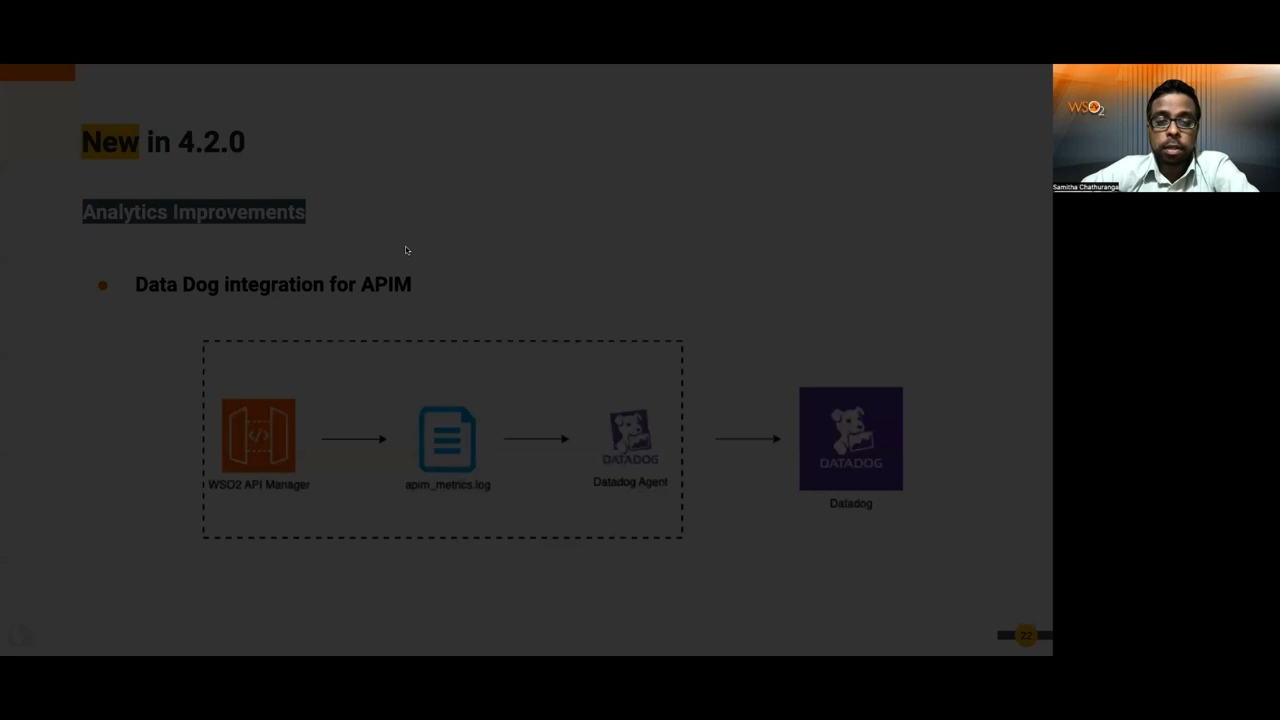 New in 4.2.0
WSO2
Samitha Chathuranga
Analytics Improvements
Data Dog integration for APIM
</>
DATADOG
DATADOG
WSO2 API Manager
apim_metrics.log
Datadog Agent
Datadog
22